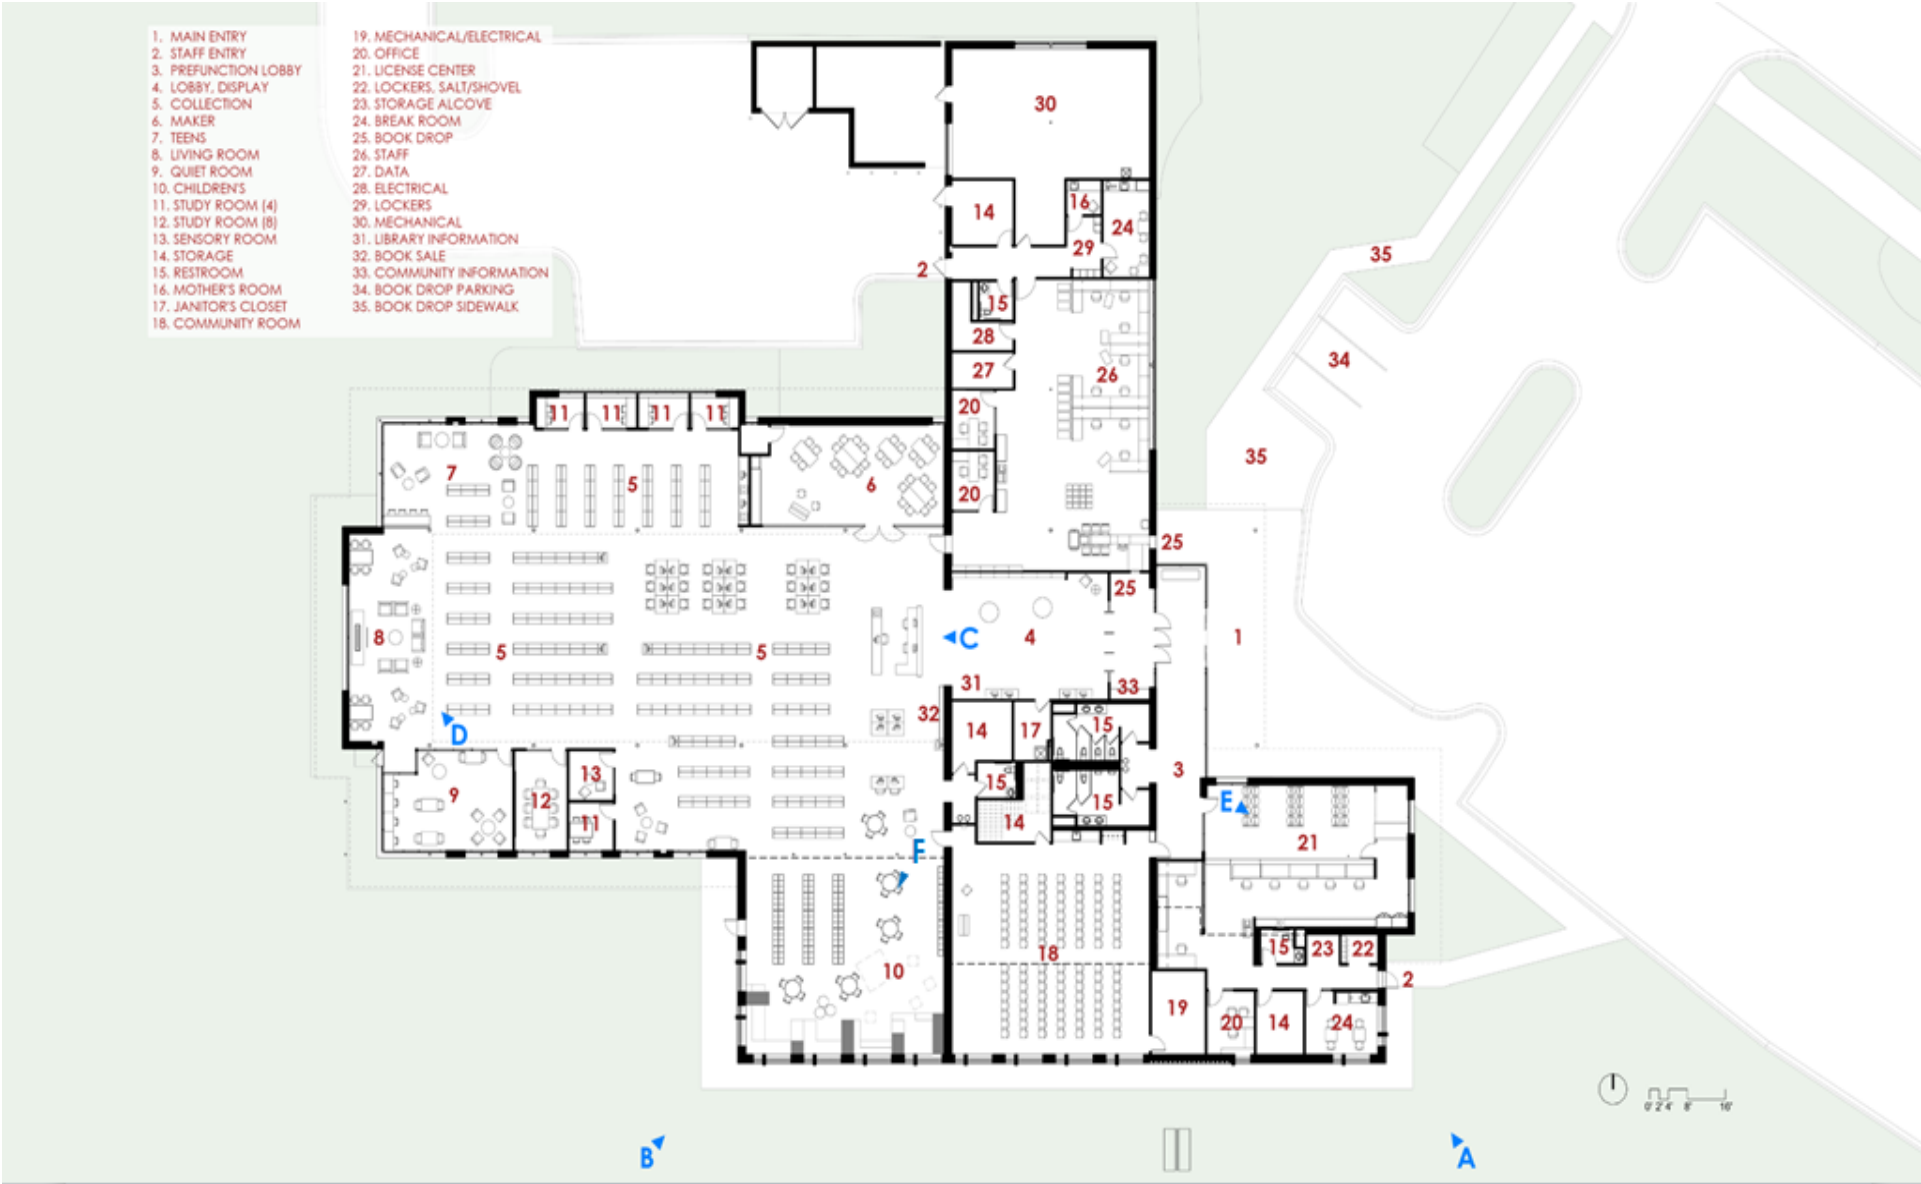 1. MAIN ENTRY
2. STAFF ENTRY
3. PREFUNCTION LOBBY
4. LOBBY, DISPLAY
5. COLLECTION
6. MAKER
7. TEENS
8. LIVING ROOM
9. QUIET ROOM
10. CHILDREN'S
11. STUDY ROOM (4)
12. STUDY ROOM (8)
13. SENSORY ROOM
14. STORAGE
15. RESTROOM
16. MOTHER'S ROOM
17. JANITOR'S CLOSET
18. COMMUNITY ROOM
19. MECHANICAL/ELECTRICAL
20. OFFICE
21. LICENSE CENTER
22. LOCKERS, SALT/SHOVEL
23. STORAGE ALCOVE
24. BREAK ROOM
25. BOOK DROP
26. STAFF
27. DATA
28. ELECTRICAL
29. LOCKERS
30. MECHANICAL
31. LIBRARY INFORMATION
32. BOOK SALE
33. COMMUNITY INFORMATION
34. BOOK DROP PARKING
35. BOOK DROP SIDEWALK
30
16
14 24
29
35
2
15
28
34
27 26
20
11 11 11 11
35
7 5 6
20
25
25
8 C 4 1
5 5
31 33
32 15
D 14 17
3
13 15
9 12 E
11 14 15
21
F
18
15 23 22
10 2
19
20 14 24
0' 2' 4' 8' 16'
B A